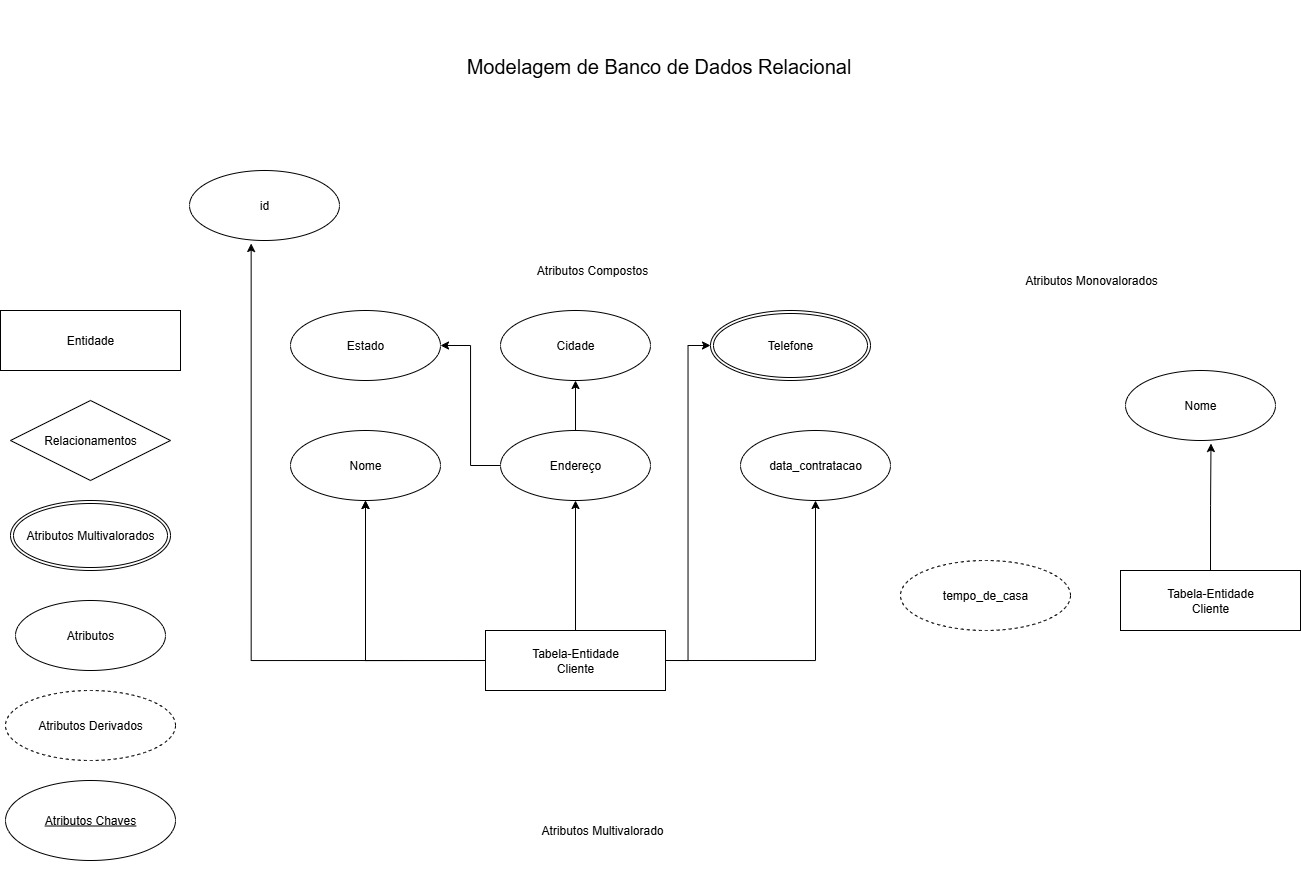 Modelagem de Banco de Dados Relacional
id
Atributos Compostos
Atributos Monovalorados
Entidade
Estado
Cidade
Telefone
Nome
Relacionamentos
Nome
Endereço
data_contratacao
Atributos Multivalorados
tempo_de_casa
Tabela-Entidade
Cliente
Atributos
Tabela-Entidade
Cliente
Atributos Derivados
Atributos Chaves
Atributos Multivalorado